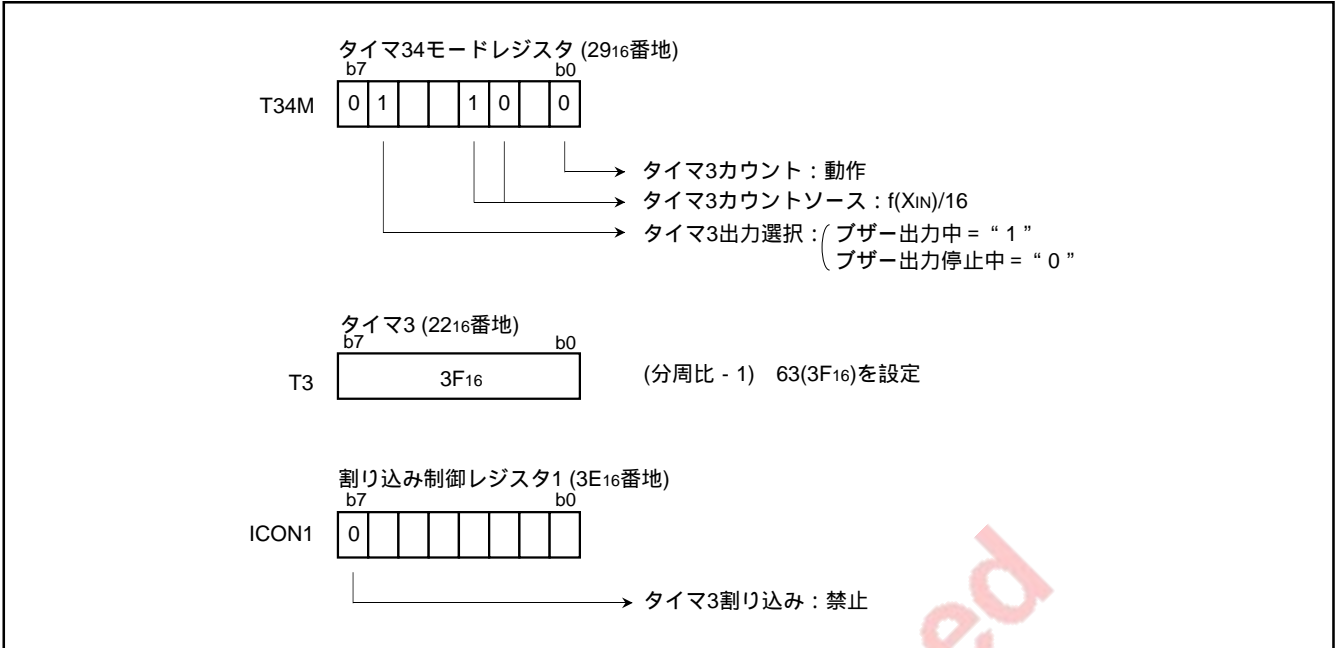 タイマ34モードレジスタ (2916番地)
b7 b0
T34M 0 1 1 0 0
タイマ3カウント：動作
タイマ3カウントソース：f(XIN)/16
タイマ3出力選択：ブザー出力中 = “ 1 ”
ブザー出力停止中 = “ 0 ”
タイマ3 (2216番地)
b7 b0
T3 3F16 (分周比 - 1) 63(3F16)を設定
割り込み制御レジスタ1 (3E16番地)
b7 b0
ICON1 0
タイマ3割り込み：禁止
ed